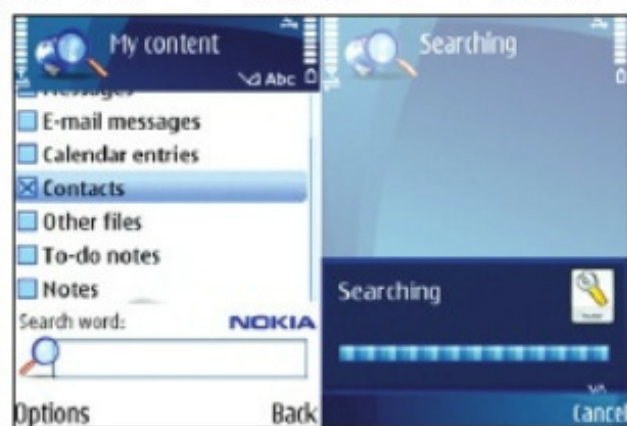 My content
Abc
Messages
E-mail messages
Calendar entries
Contacts
Other files
To-do notes
Notes
Search word:
NOKIA
Options
Back
Searching
Searching
Cancel